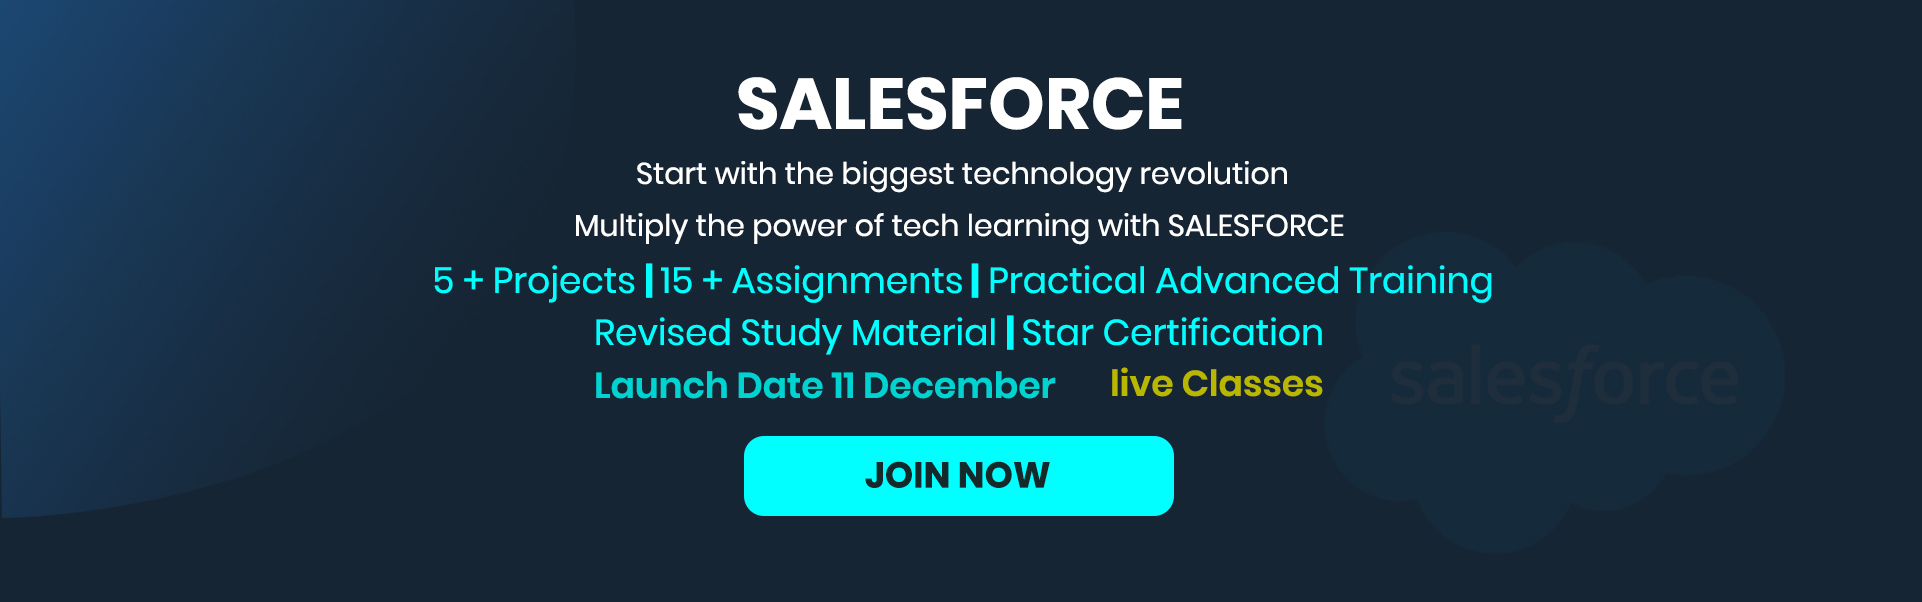 SALESFORCE
Start with the biggest technology revolution
Multiply the power of tech learning with SALESFORCE
5 + Projects | 15 + Assignments | Practical Advanced Training
Revised Study Material | Star Certification
Launch Date 11 December live Classes
salesforce
JOIN NOW